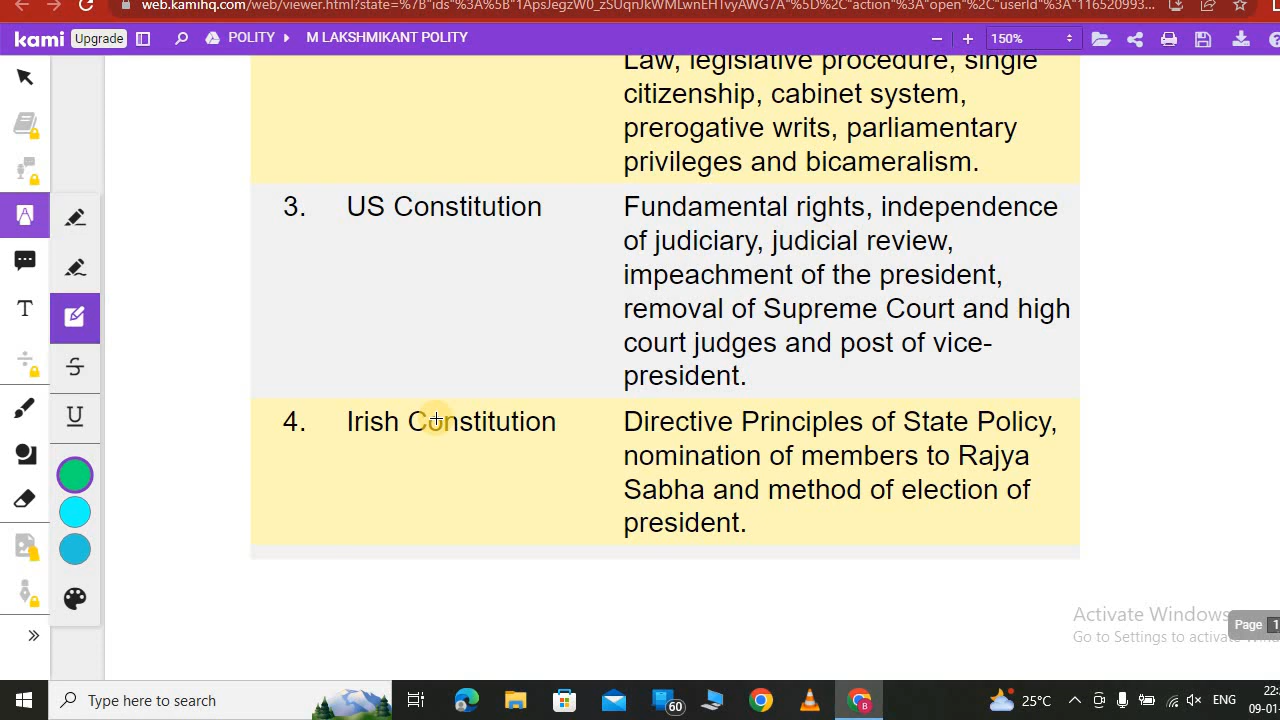 web.kamihq.com/web/viewer.html?state=%7B"ids"%3A%5B"1ApsJegzW0_zSUqnJkWMLwnEHTvyAWG7A"%5D%2C"action"%3A"open"%2C"userId"%3A"116520993...
kami Upgrade POLITY M LAKSHMIKANT POLITY 150%
Law, legislative procedure, single
citizenship, cabinet system,
prerogative writs, parliamentary
privileges and bicameralism.
3. US Constitution Fundamental rights, independence
of judiciary, judicial review,
impeachment of the president,
removal of Supreme Court and high
court judges and post of vice-
president.
4. Irish Constitution Directive Principles of State Policy,
nomination of members to Rajya
Sabha and method of election of
president.
Activate Windows
Page 1
Go to Settings to activate
Type here to search 60 25°C ENG 22:
09-01-